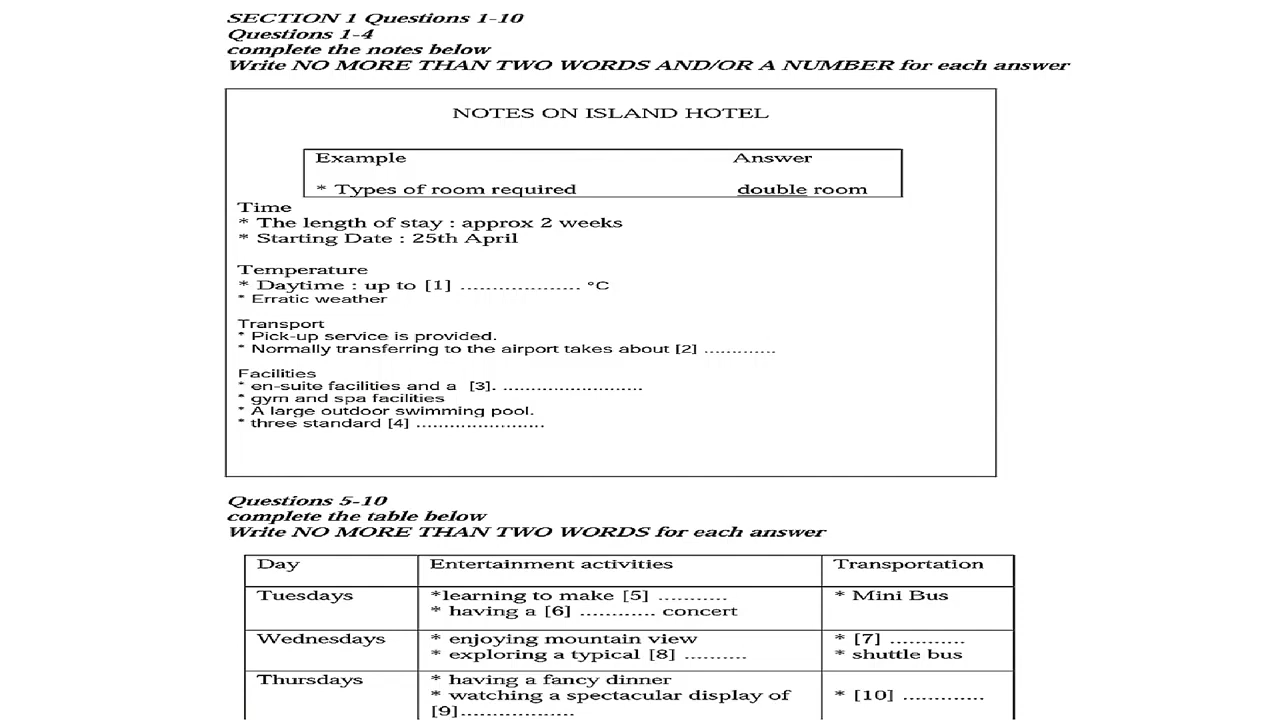 SECTION 1 Questions 1-10
Questions 1-4
complete the notes below
Write NO MORE THAN TWO WORDS AND/OR A NUMBER for each answer
NOTES ON ISLAND HOTEL
Example Answer
* Types of room required double room
Time
* The length of stay : approx 2 weeks
* Starting Date : 25th April
Temperature
* Daytime : up to [1] ................... °C
* Erratic weather
Transport
* Pick-up service is provided.
* Normally transferring to the airport takes about [2] .............
Facilities
* en-suite facilities and a [3]. .........................
* gym and spa facilities
* A large outdoor swimming pool.
* three standard [4] .......................
Questions 5-10
complete the table below
Write NO MORE THAN TWO WORDS for each answer
Day Entertainment activities Transportation
Tuesdays *learning to make [5] ........... * Mini Bus
* having a [6] ............ concert
Wednesdays * enjoying mountain view * [7] ............
* exploring a typical [8] .......... * shuttle bus
Thursdays * having a fancy dinner
* watching a spectacular display of * [10] .............
[9]..................